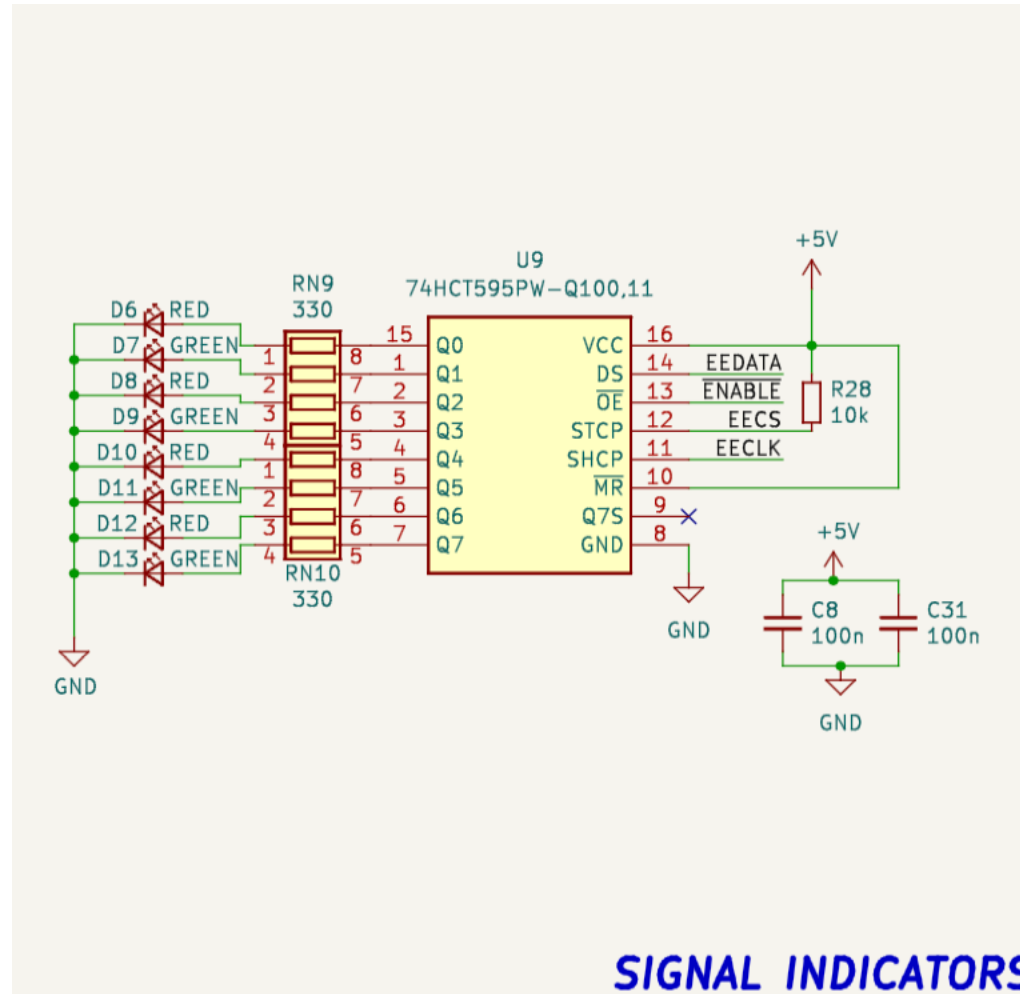 +5V
U9
74HCT595PW-Q100,11
RN9
330
D6 RED
D7 GREEN
D8 RED
D9 GREEN
D10 RED
D11 GREEN
D12 RED
D13 GREEN
1 8
2 7
3 6
4 5
1 8
2 7
3 6
4 5
RN10
330
15 Q0 VCC 16
1 Q1 DS 14 EEDATA
2 Q2 OE 13 ENABLE
3 Q3 STCP 12 EECS
4 Q4 SHCP 11 EECLK
5 Q5 MR 10
6 Q6 Q7S 9
7 Q7 GND 8
R28
10k
GND
GND
+5V
C8
100n
C31
100n
GND
SIGNAL INDICATORS